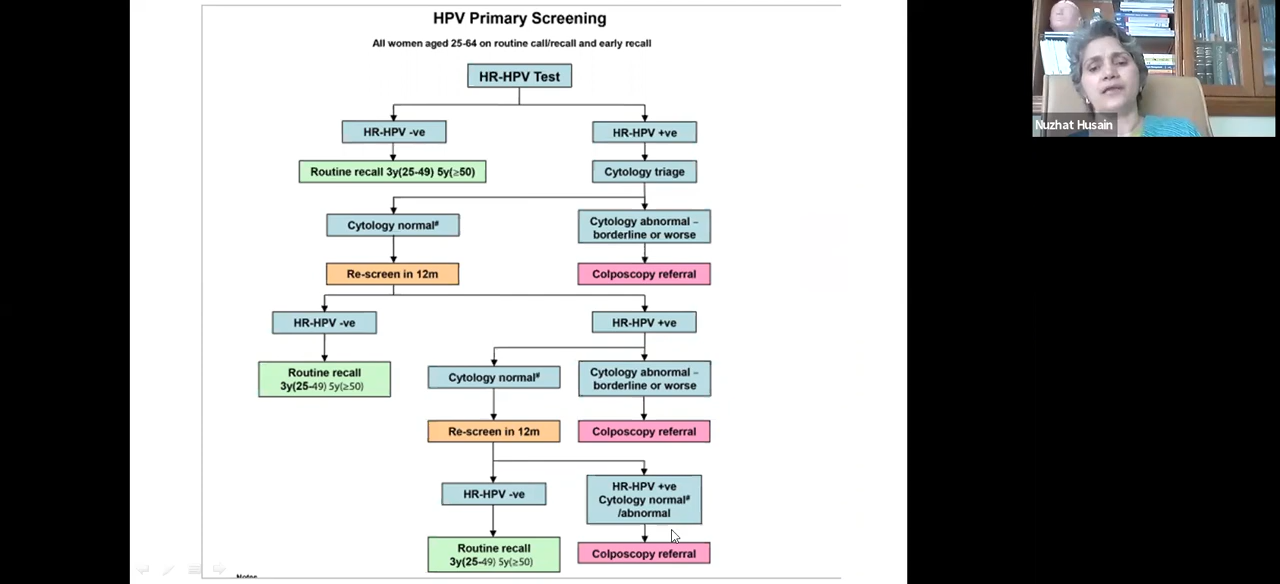 HPV Primary Screening
All women aged 25-64 on routine call/recall and early recall
HR-HPV Test
HR-HPV -ve
HR-HPV +ve
Routine recall 3y(25-49) 5y(≥50)
Cytology triage
Cytology normal#
Cytology abnormal –
borderline or worse
Re-screen in 12m
Colposcopy referral
HR-HPV -ve
HR-HPV +ve
Routine recall
3y(25-49) 5y(≥50)
Cytology normal#
Cytology abnormal –
borderline or worse
Re-screen in 12m
Colposcopy referral
HR-HPV -ve
HR-HPV +ve
Cytology normal#
/abnormal
Routine recall
3y(25-49) 5y(≥50)
Colposcopy referral
Nuzhat Husain